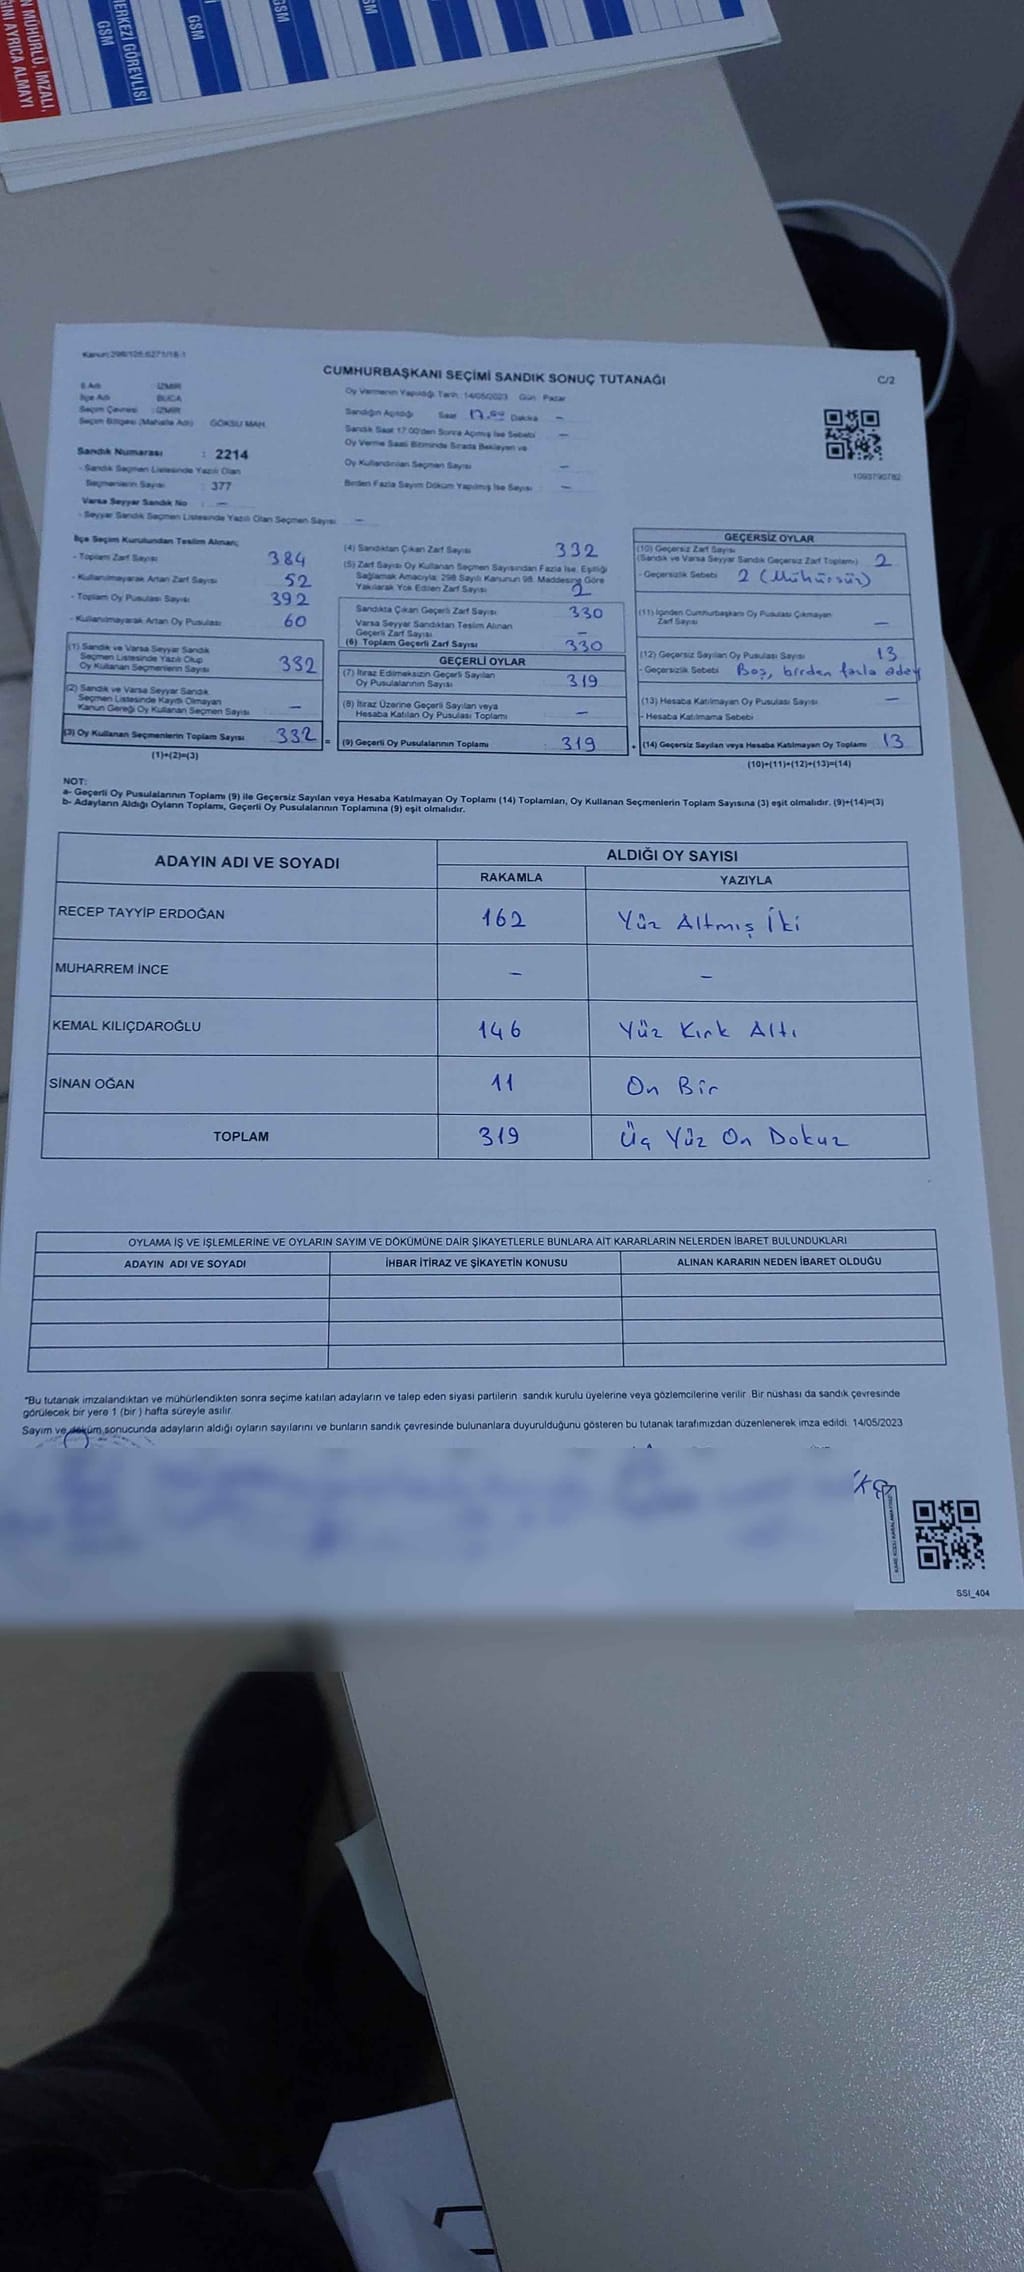 N MÜHÜRLÜ, İMZALI,
ĞINI AYRICA ALMAYI
MERKEZİ GÖREVLİSİ
GSM
GSM
GSM
SM
CUMHURBAŞKANI SEÇİMİ SANDIK SONUÇ TUTANAĞI
C/2
İl Adı : İZMİR
İlçe Adı : BUCA
Seçim Çevresi : İZMİR
Seçim Bölgesi (Mahalle Adı) : GÖKSU MAH.
Oy Vermenin Yapıldığı Tarih: 14/05/2023 Gün: Pazar
Sandığın Açıldığı Saat 17.00 Dakika –
Sandık Saat 17:00'den Sonra Açılmış İse Sebebi –
Oy Verme Saati Bitiminde Sırada Bekleyen ve
Oy Kullandırılan Seçmen Sayısı –
Birden Fazla Sayım Döküm Yapılmış İse Sayısı : –
1093790782
Sandık Numarası : 2214
- Sandık Seçmen Listesinde Yazılı Olan
Seçmenlerin Sayısı : 377
Varsa Seyyar Sandık No : –
- Seyyar Sandık Seçmen Listesinde Yazılı Olan Seçmen Sayısı –
İlçe Seçim Kurulundan Teslim Alınan;
- Toplam Zarf Sayısı 384
- Kullanılmayarak Artan Zarf Sayısı 52
- Toplam Oy Pusulası Sayısı 392
- Kullanılmayarak Artan Oy Pusulası 60
(1) Sandık ve Varsa Seyyar Sandık
Seçmen Listesinde Yazılı Olup
Oy Kullanan Seçmenlerin Sayısı 332
(2) Sandık ve Varsa Seyyar Sandık
Seçmen Listesinde Kayıtlı Olmayan
Kanun Gereği Oy Kullanan Seçmen Sayısı –
(3) Oy Kullanan Seçmenlerin Toplam Sayısı 332 =
(1)+(2)=(3)
(4) Sandıktan Çıkan Zarf Sayısı 332
(5) Zarf Sayısı Oy Kullanan Seçmen Sayısından Fazla İse, Eşitliği
Sağlamak Amacıyla; 298 Sayılı Kanunun 98. Maddesine Göre
Yakılarak Yok Edilen Zarf Sayısı 2
Sandıkta Çıkan Geçerli Zarf Sayısı 330
Varsa Seyyar Sandıktan Teslim Alınan
Geçerli Zarf Sayısı –
(6) Toplam Geçerli Zarf Sayısı 330
GEÇERLİ OYLAR
(7) İtiraz Edilmeksizin Geçerli Sayılan
Oy Pusulalarının Sayısı 319
(8) İtiraz Üzerine Geçerli Sayılan veya
Hesaba Katılan Oy Pusulası Toplamı –
(9) Geçerli Oy Pusulalarının Toplamı : 319 +
GEÇERSİZ OYLAR
(10) Geçersiz Zarf Sayısı
(Sandık ve Varsa Seyyar Sandık Geçersiz Zarf Toplamı) 2
- Geçersizlik Sebebi 2 (Mühürsüz)
(11) İçinden Cumhurbaşkanı Oy Pusulası Çıkmayan
Zarf Sayısı –
(12) Geçersiz Sayılan Oy Pusulası Sayısı 13
- Geçersizlik Sebebi Boş, birden fazla aday
(13) Hesaba Katılmayan Oy Pusulası Sayısı –
- Hesaba Katılmama Sebebi
(14) Geçersiz Sayılan veya Hesaba Katılmayan Oy Toplamı 13
(10)+(11)+(12)+(13)=(14)
NOT:
a- Geçerli Oy Pusulalarının Toplamı (9) ile Geçersiz Sayılan veya Hesaba Katılmayan Oy Toplamı (14) Toplamları, Oy Kullanan Seçmenlerin Toplam Sayısına (3) eşit olmalıdır. (9)+(14)=(3)
b- Adayların Aldığı Oyların Toplamı, Geçerli Oy Pusulalarının Toplamına (9) eşit olmalıdır.
ADAYIN ADI VE SOYADI
ALDIĞI OY SAYISI
RAKAMLA YAZIYLA
RECEP TAYYİP ERDOĞAN 162 Yüz Altmış İki
MUHARREM İNCE – –
KEMAL KILIÇDAROĞLU 146 Yüz Kırk Altı
SİNAN OĞAN 11 On Bir
TOPLAM 319 Üç Yüz On Dokuz
OYLAMA İŞ VE İŞLEMLERİNE VE OYLARIN SAYIM VE DÖKÜMÜNE DAİR ŞİKAYETLERLE BUNLARA AİT KARARLARIN NELERDEN İBARET BULUNDUKLARI
ADAYIN ADI VE SOYADI İHBAR İTİRAZ VE ŞİKAYETİN KONUSU ALINAN KARARIN NEDEN İBARET OLDUĞU
*Bu tutanak imzalandıktan ve mühürlendikten sonra seçime katılan adayların ve talep eden siyasi partilerin sandık kurulu üyelerine veya gözlemcilerine verilir. Bir nüshası da sandık çevresinde
görülecek bir yere 1 (bir) hafta süreyle asılır.
Sayım ve döküm sonucunda adayların aldığı oyların sayılarını ve bunların sandık çevresinde bulunanlara duyurulduğunu gösteren bu tutanak tarafımızdan düzenlenerek imza edildi. 14/05/2023
SSI_404